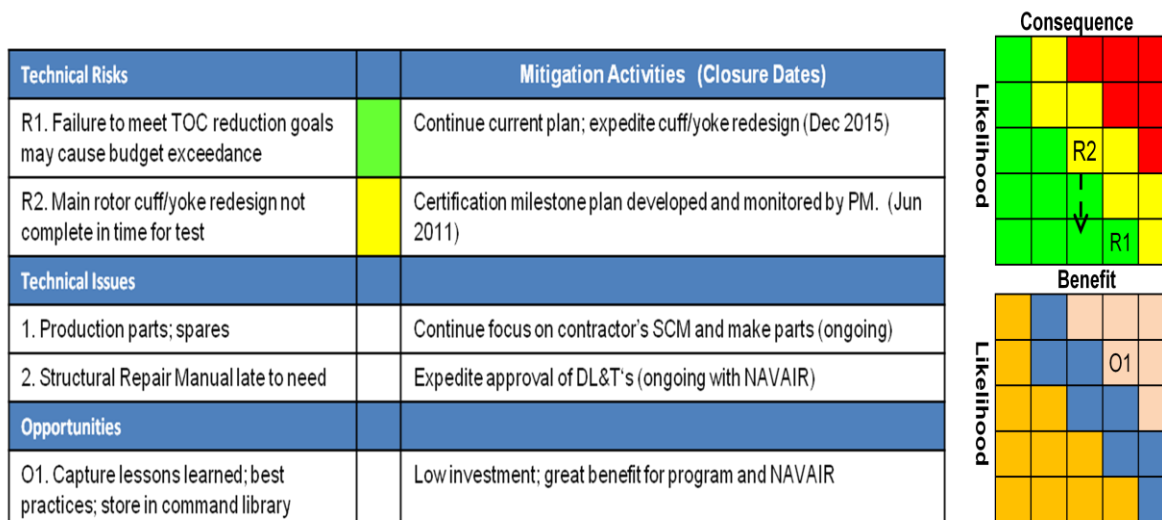 Technical Risks
Mitigation Activities (Closure Dates)
R1. Failure to meet TOC reduction goals
may cause budget exceedance
Continue current plan; expedite cuff/yoke redesign (Dec 2015)
R2. Main rotor cuff/yoke redesign not
complete in time for test
Certification milestone plan developed and monitored by PM. (Jun
2011)
Technical Issues
1. Production parts; spares
Continue focus on contractor's SCM and make parts (ongoing)
2. Structural Repair Manual late to need
Expedite approval of DL&T's (ongoing with NAVAIR)
Opportunities
O1. Capture lessons learned; best
practices; store in command library
Low investment; great benefit for program and NAVAIR
Consequence
Likelihood
R2
R1
Benefit
Likelihood
O1